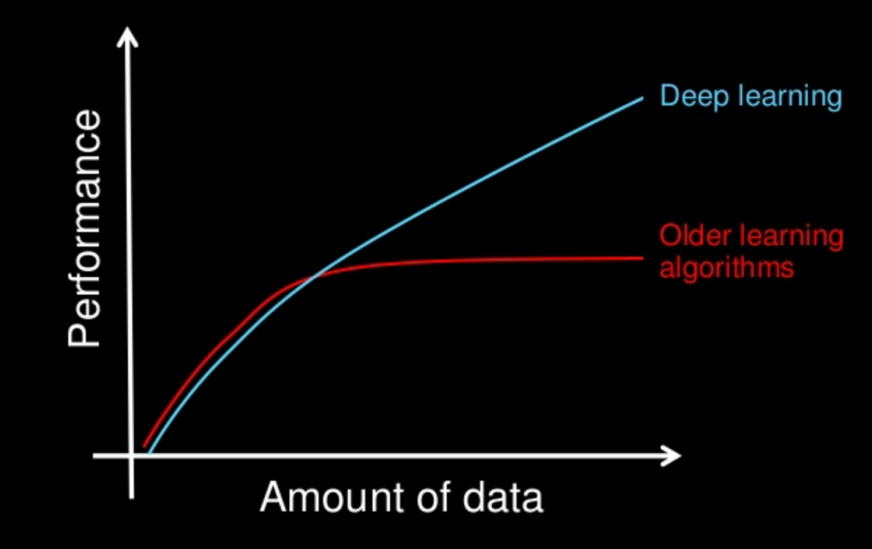 Performance
Deep learning
Older learning
algorithms
Amount of data